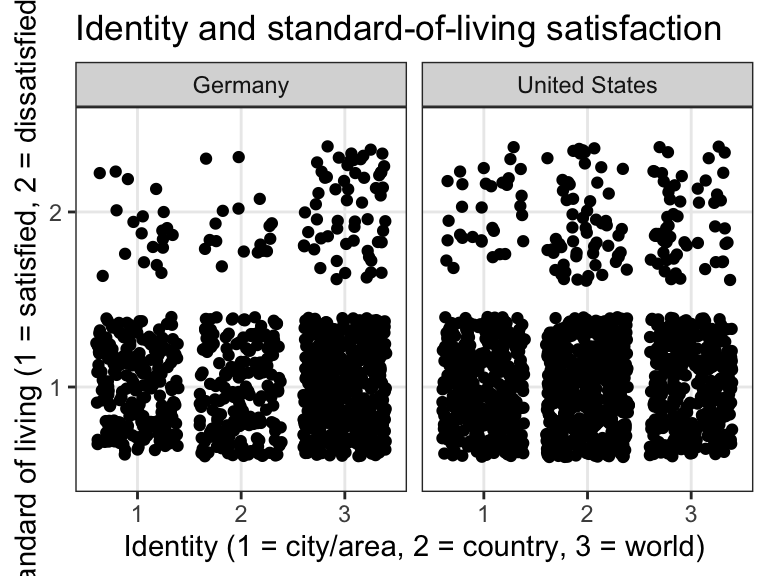 Identity and standard-of-living satisfaction
Germany
United States
of living (1 = satisfied, 2 = dissatisfied
2
1
1
2
3
1
2
3
Identity (1 = city/area, 2 = country, 3 = world)